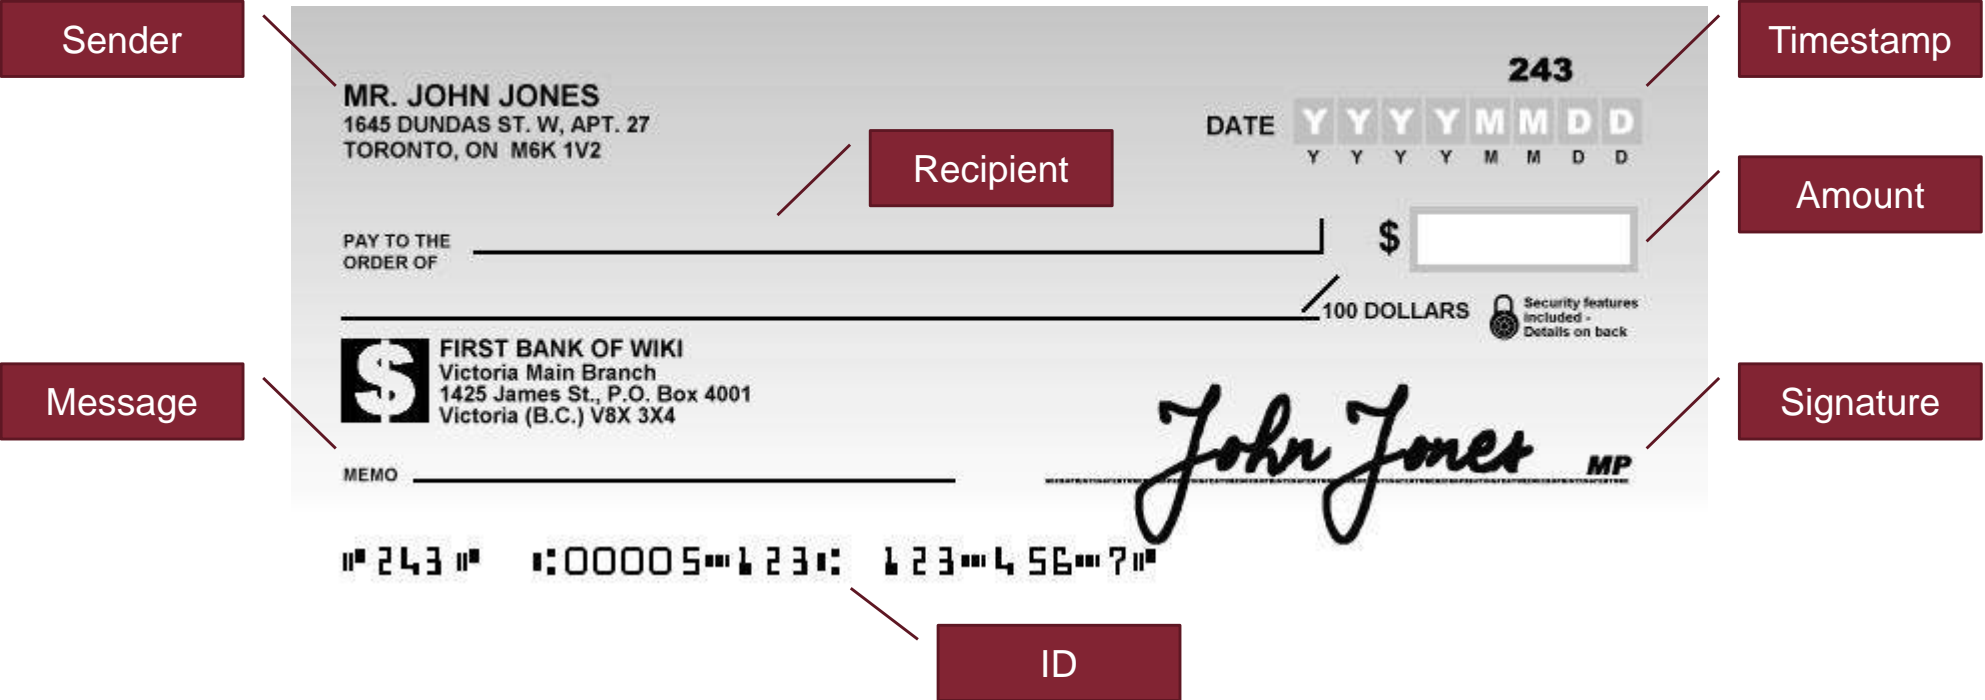 Sender
Timestamp
243
MR. JOHN JONES
1645 DUNDAS ST. W, APT. 27
TORONTO, ON M6K 1V2
DATE Y Y Y Y M M D D
Y Y Y Y M M D D
Recipient
Amount
PAY TO THE
ORDER OF
$
100 DOLLARS
Security features
included -
Details on back
$
FIRST BANK OF WIKI
Victoria Main Branch
1425 James St., P.O. Box 4001
Victoria (B.C.) V8X 3X4
Message
Signature
John Jones
MP
MEMO
⑈243⑈ ⑆00005⑉123⑆ 123⑉456⑉7⑈
ID